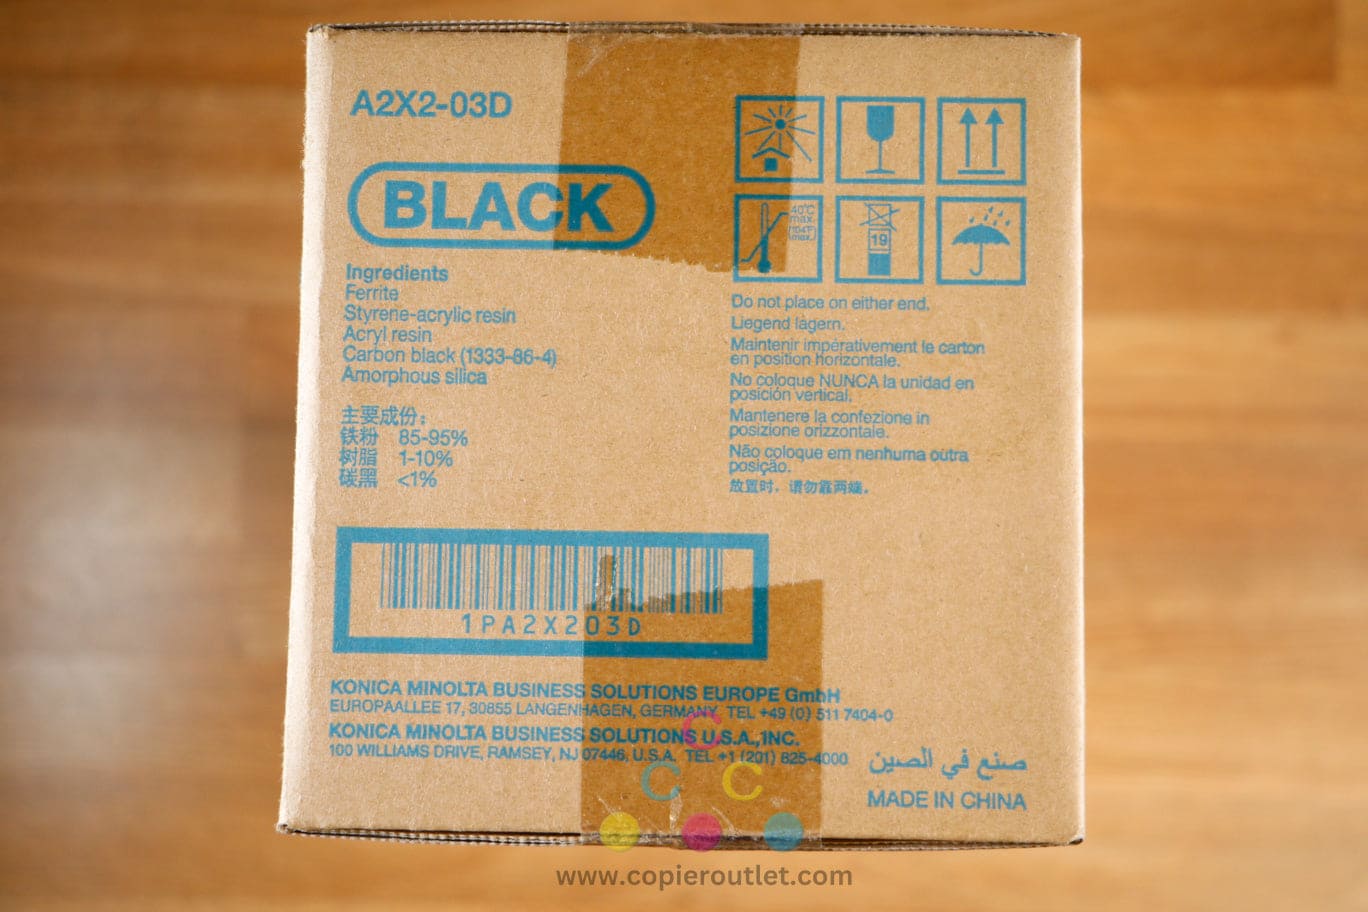 A2X2-03D
BLACK
Ingredients
Ferrite
Styrene-acrylic resin
Acryl resin
Carbon black (1333-86-4)
Amorphous silica
主要成份：
铁粉 85-95%
树脂 1-10%
碳黑 <1%
40°C
max.
(104°F
max.)
19
Do not place on either end.
Liegend lagern.
Maintenir impérativement le carton
en position horizontale.
No coloque NUNCA la unidad en
posición vertical.
Mantenere la confezione in
posizione orizzontale.
Não coloque em nenhuma outra
posição.
放置时，请勿靠两端。
1PA2X203D
KONICA MINOLTA BUSINESS SOLUTIONS EUROPE GmbH
EUROPAALLEE 17, 30855 LANGENHAGEN, GERMANY, TEL +49 (0) 511 7404-0
KONICA MINOLTA BUSINESS SOLUTIONS U.S.A.,INC.
100 WILLIAMS DRIVE, RAMSEY, NJ 07446, U.S.A. TEL +1 (201) 825-4000
صنع في الصين
MADE IN CHINA
C
C C
www.copieroutlet.com